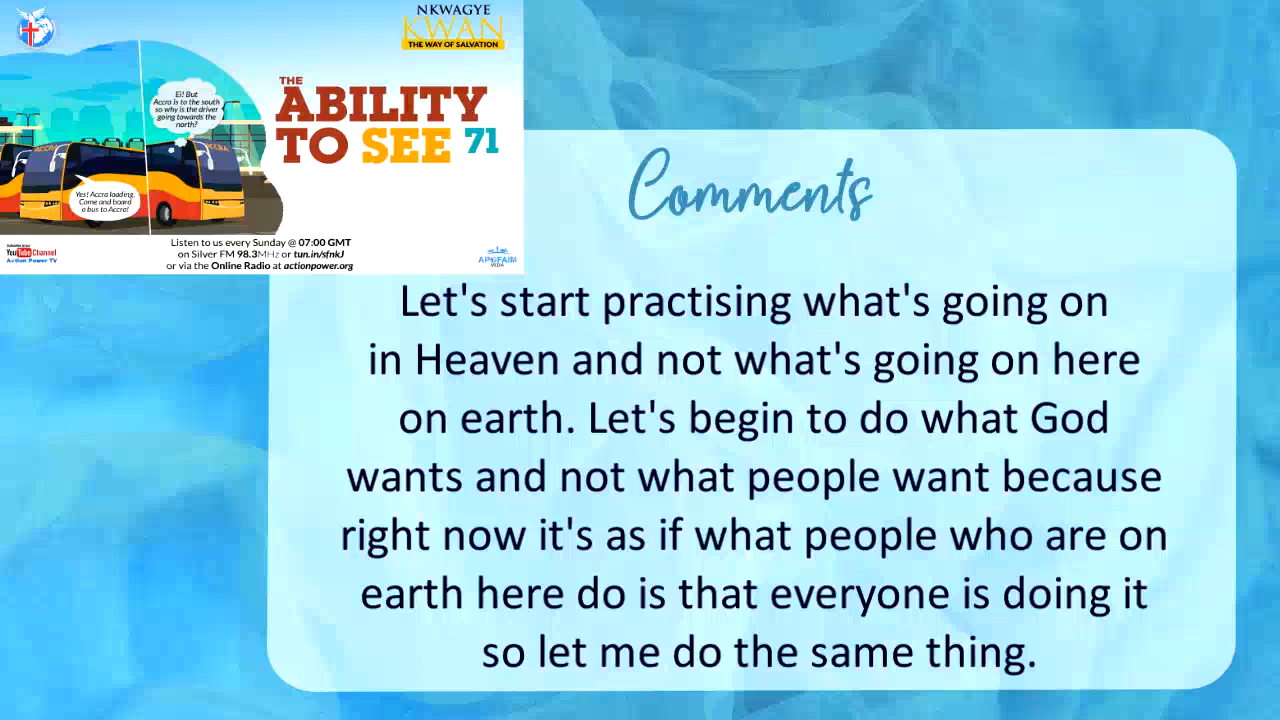 NKWAGYE
KWAN
THE WAY OF SALVATION
THE
ABILITY
TO SEE 71
Ei! But
Accra is to the south
so why is the driver
going towards the
north?
ACCRA
ACCRA
Yes! Accra loading.
Come and board
a bus to Accra!
Listen to us every Sunday @ 07:00 GMT
on Silver FM 98.3MHz or tun.in/sfnkJ
or via the Online Radio at actionpower.org
YouTube Channel
Action Power TV
APOFAIM
MEDIA
Comments
Let's start practising what's going on
in Heaven and not what's going on here
on earth. Let's begin to do what God
wants and not what people want because
right now it's as if what people who are on
earth here do is that everyone is doing it
so let me do the same thing.